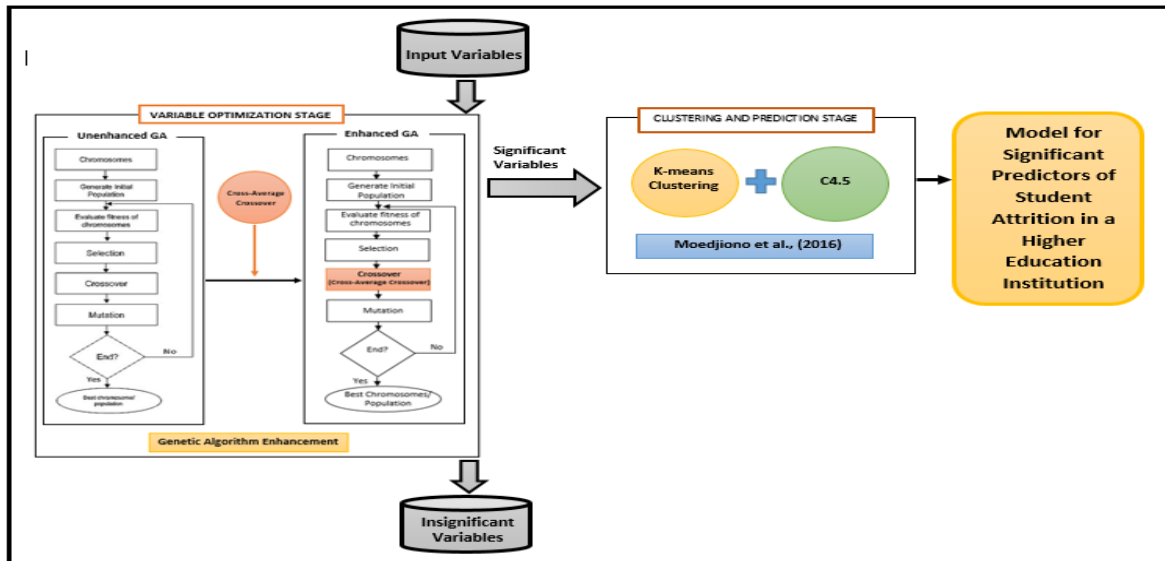 Input Variables
VARIABLE OPTIMIZATION STAGE
Unenhanced GA
Chromosomes
Generate Initial
Population
Evaluate fitness of
chromosomes
Selection
Crossover
Mutation
End?
No
Yes
Best chromosome/
population
Cross-Average
Crossover
Enhanced GA
Chromosomes
Generate Initial
Population
Evaluate fitness of
chromosomes
Selection
Crossover
(Cross-Average Crossover)
Mutation
End?
No
Yes
Best Chromosomes/
Population
Genetic Algorithm Enhancement
Insignificant
Variables
Significant
Variables
CLUSTERING AND PREDICTION STAGE
K-means
Clustering
C4.5
Moedjiono et al., (2016)
Model for
Significant
Predictors of
Student
Attrition in a
Higher
Education
Institution